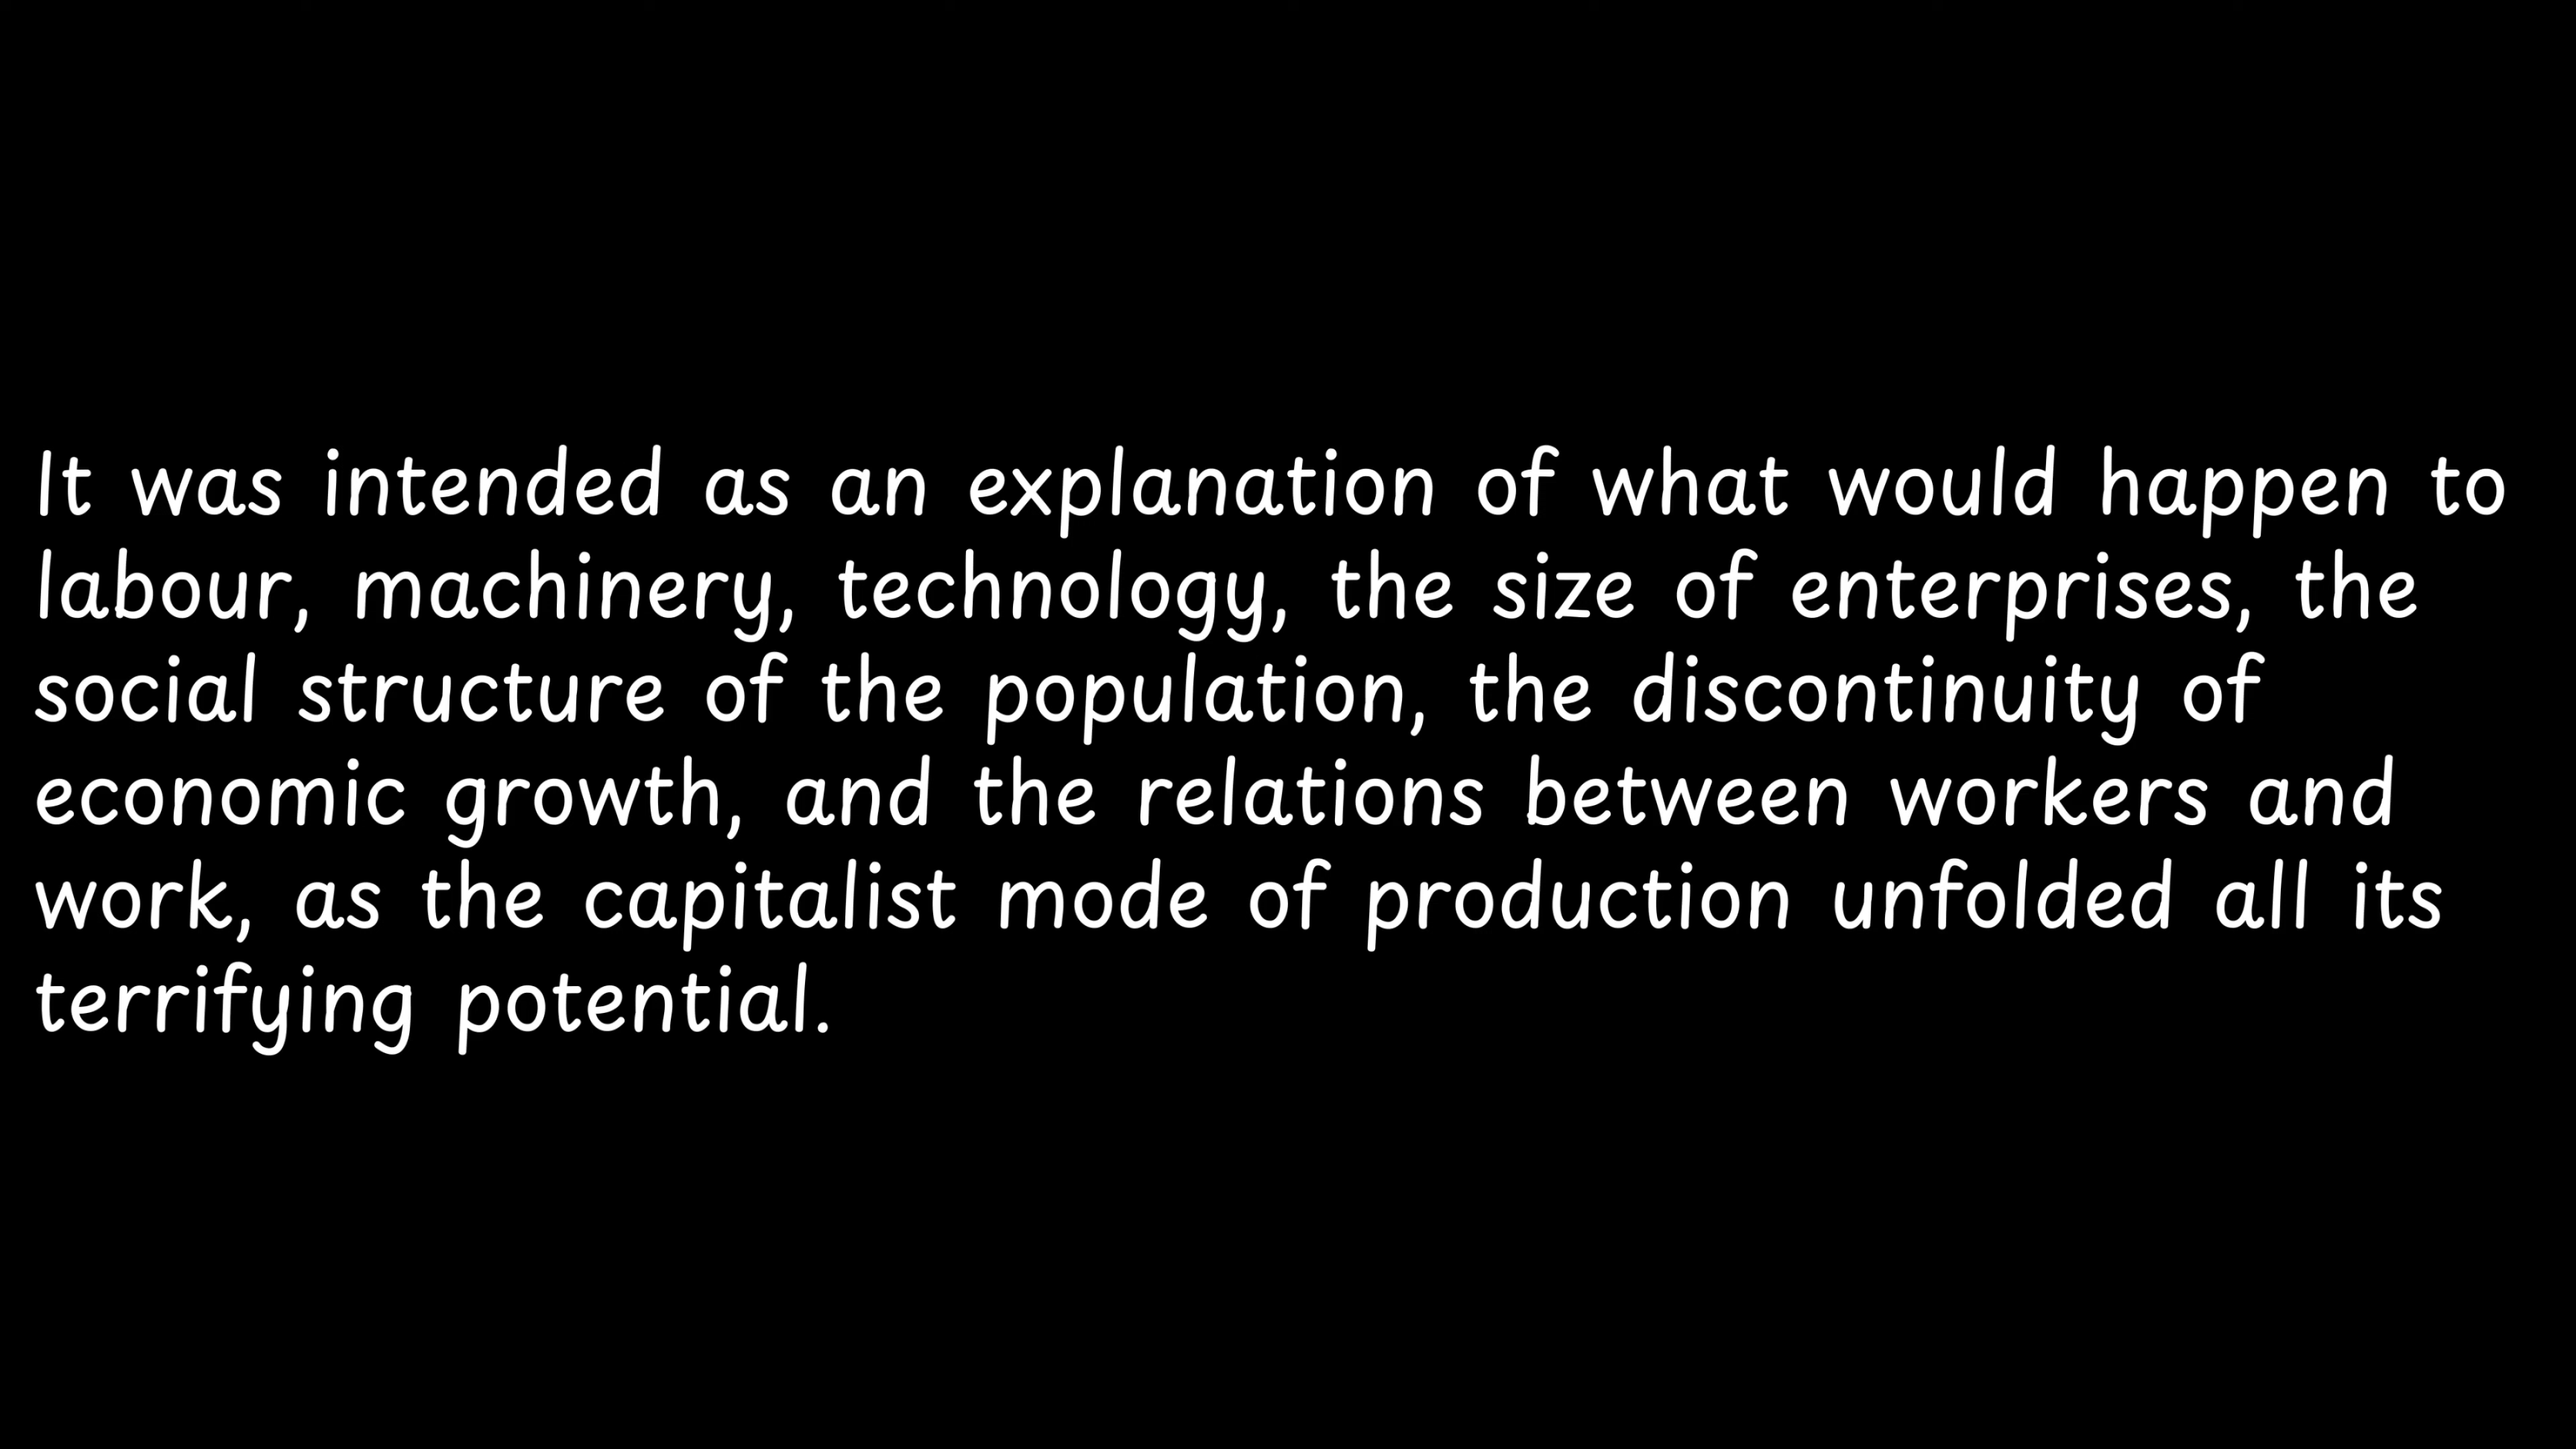 It was intended as an explanation of what would happen to
labour, machinery, technology, the size of enterprises, the
social structure of the population, the discontinuity of
economic growth, and the relations between workers and
work, as the capitalist mode of production unfolded all its
terrifying potential.